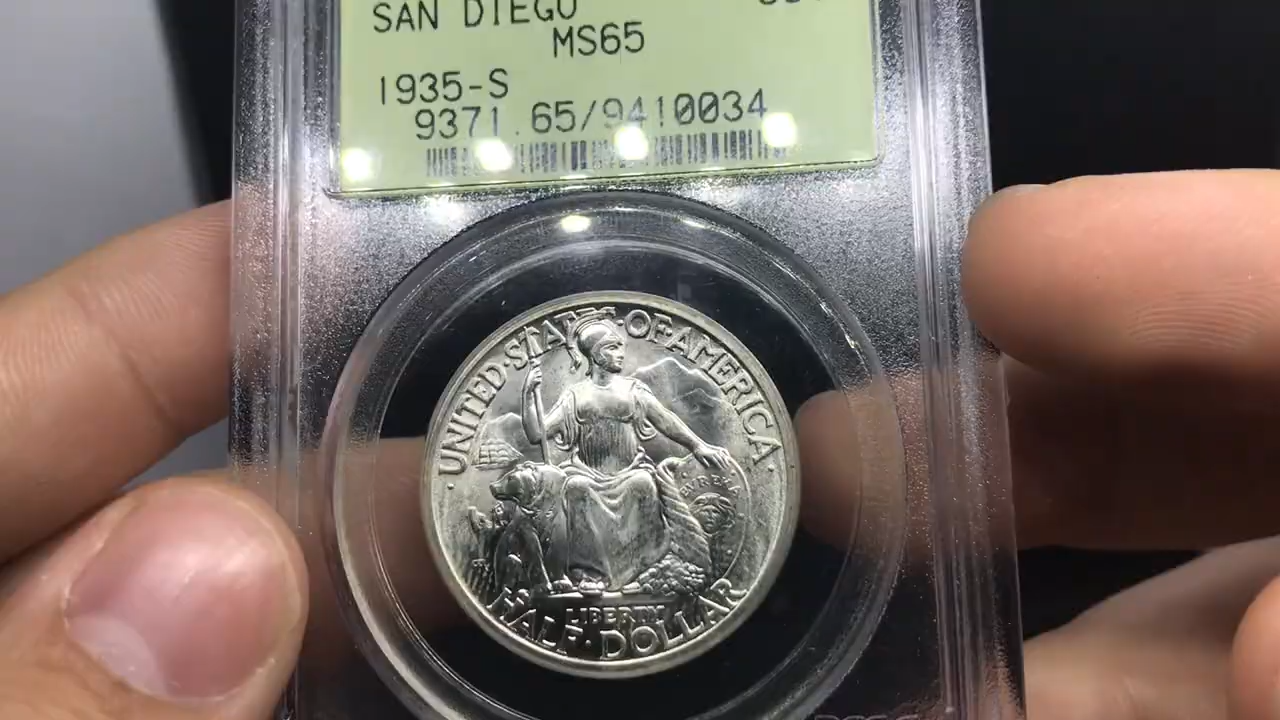 SAN DIEGO
MS65
1935-S
9371.65/9410034
UNITED·STATES·OF·AMERICA
EUREKA
LIBERTY
HALF·DOLLAR